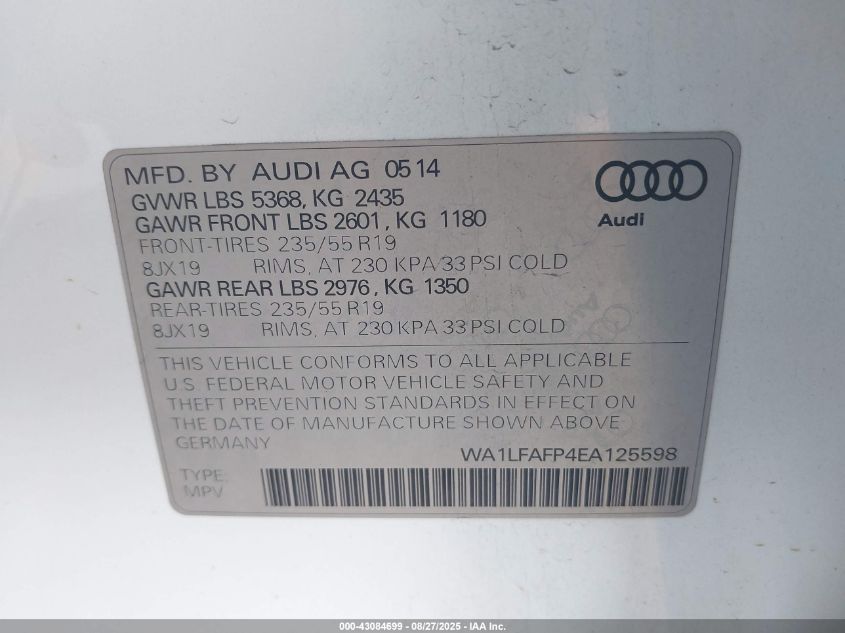 MFD. BY AUDI AG 0514
GVWR LBS 5368, KG 2435
GAWR FRONT LBS 2601, KG 1180
FRONT-TIRES 235/55 R19
8JX19 RIMS, AT 230 KPA/33 PSI COLD
GAWR REAR LBS 2976, KG 1350
REAR-TIRES 235/55 R19
8JX19 RIMS, AT 230 KPA 33 PSI COLD
Audi
THIS VEHICLE CONFORMS TO ALL APPLICABLE
U.S. FEDERAL MOTOR VEHICLE SAFETY AND
THEFT PREVENTION STANDARDS IN EFFECT ON
THE DATE OF MANUFACTURE SHOWN ABOVE
GERMANY
WA1LFAFP4EA125598
TYPE:
MPV
000-43084699 - 08/27/2025 - IAA Inc.